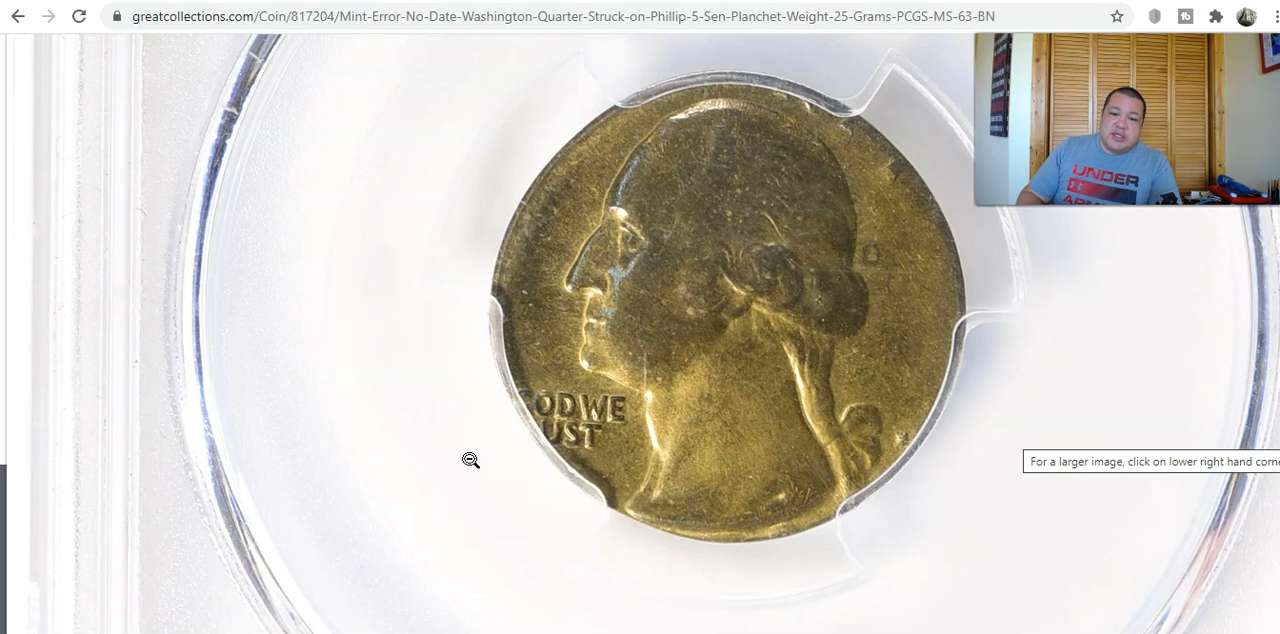 greatcollections.com/Coin/817204/Mint-Error-No-Date-Washington-Quarter-Struck-on-Phillip-5-Sen-Planchet-Weight-25-Grams-PCGS-MS-63-BN
UNDER
ODWE
UST
For a larger image, click on lower right hand corne